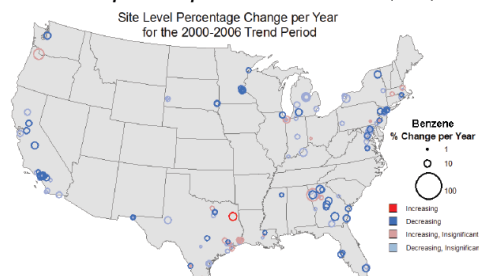 Site Level Percentage Change per Year
for the 2000-2006 Trend Period
Benzene
% Change per Year
1
10
100
Increasing
Decreasing
Increasing, Insignificant
Decreasing, Insignificant